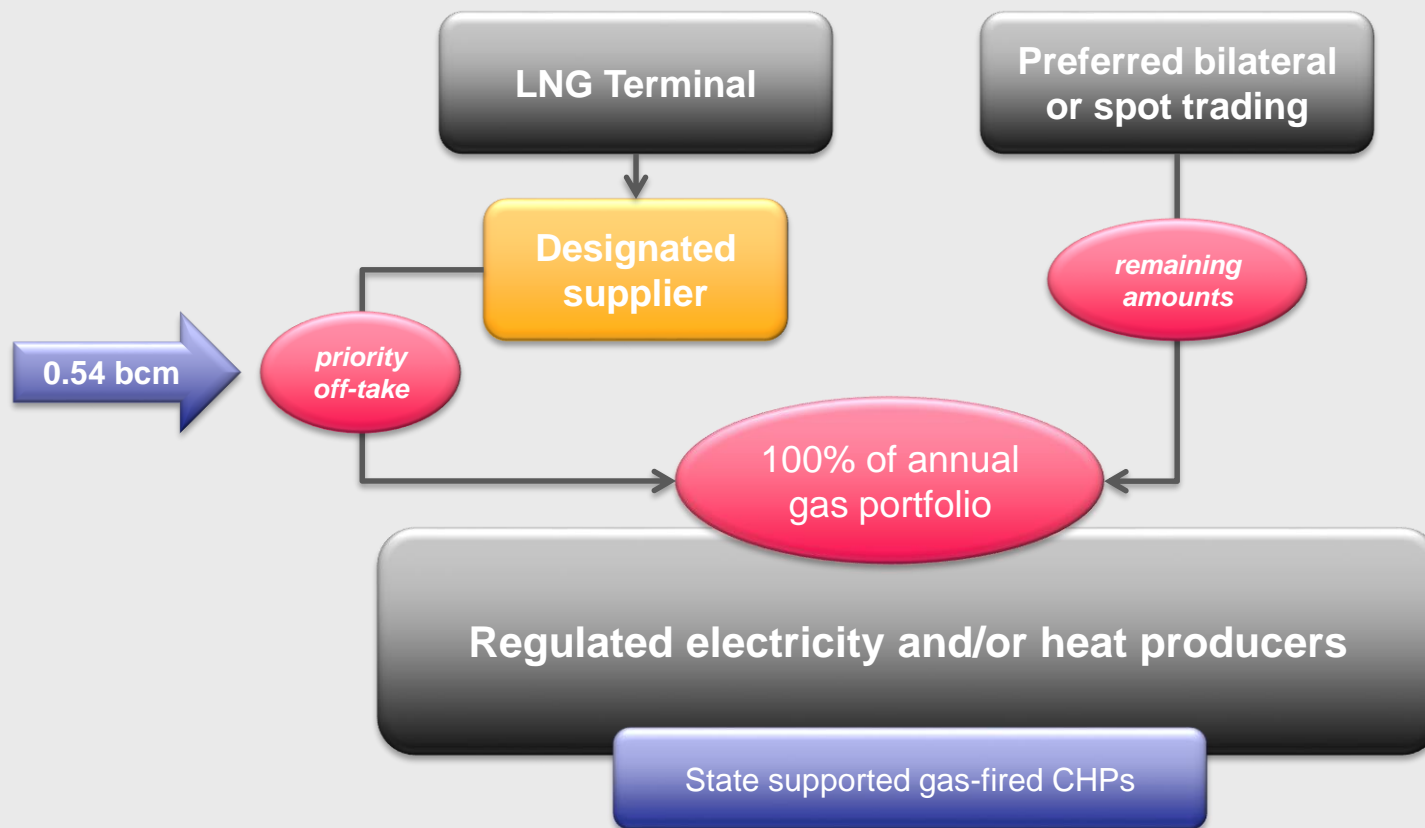 LNG Terminal
Preferred bilateral
or spot trading
Designated
supplier
remaining
amounts
0.54 bcm
priority
off-take
100% of annual
gas portfolio
Regulated electricity and/or heat producers
State supported gas-fired CHPs